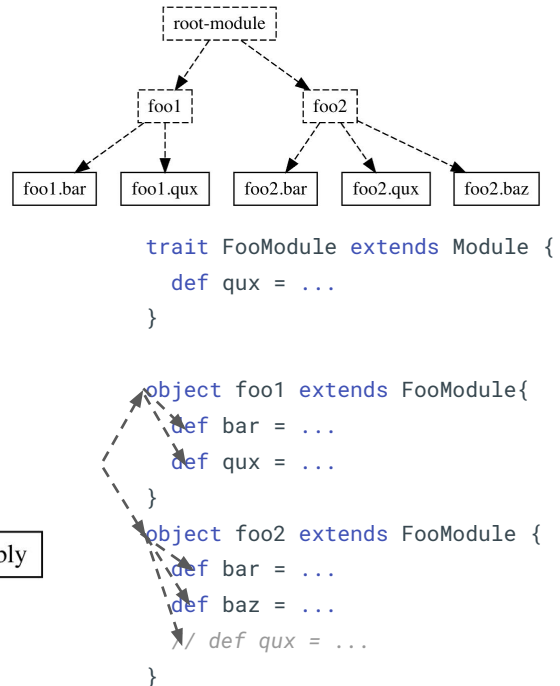 root-module
foo1 foo2
foo1.bar foo1.qux foo2.bar foo2.qux foo2.baz
trait FooModule extends Module {
def qux = ...
}
object foo1 extends FooModule{
def bar = ...
def qux = ...
}
object foo2 extends FooModule {
def bar = ...
def baz = ...
// def qux = ...
}